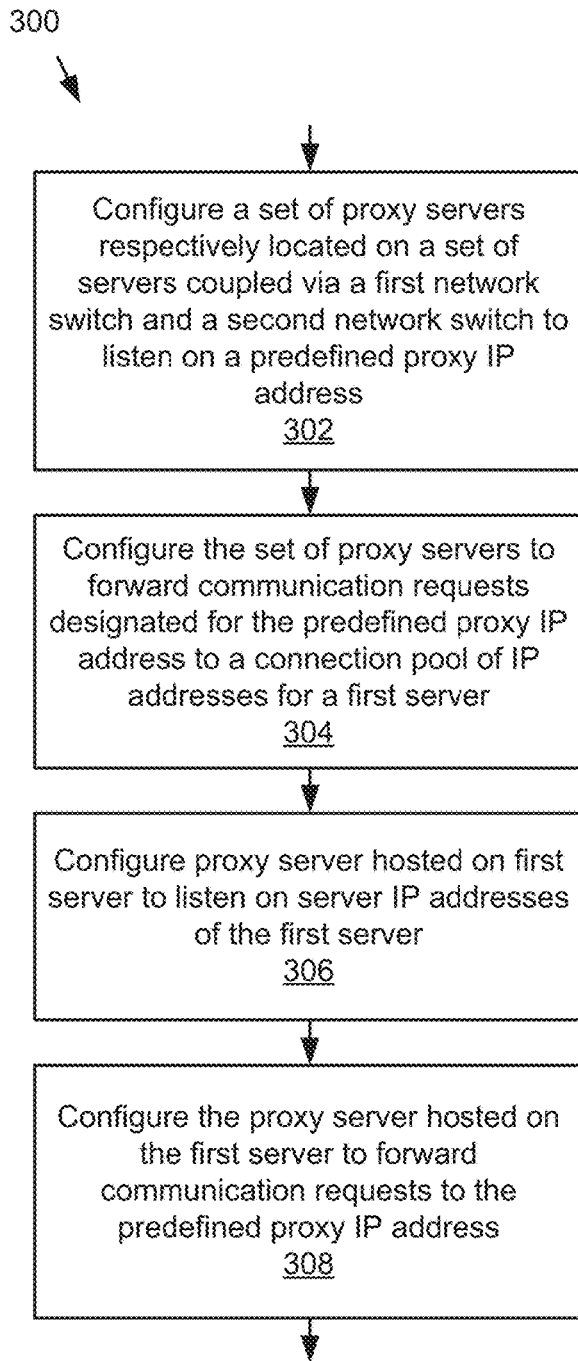 300
Configure a set of proxy servers
respectively located on a set of
servers coupled via a first network
switch and a second network switch to
listen on a predefined proxy IP
address
302
Configure the set of proxy servers to
forward communication requests
designated for the predefined proxy IP
address to a connection pool of IP
addresses for a first server
304
Configure proxy server hosted on first
server to listen on server IP addresses
of the first server
306
Configure the proxy server hosted on
the first server to forward
communication requests to the
predefined proxy IP address
308